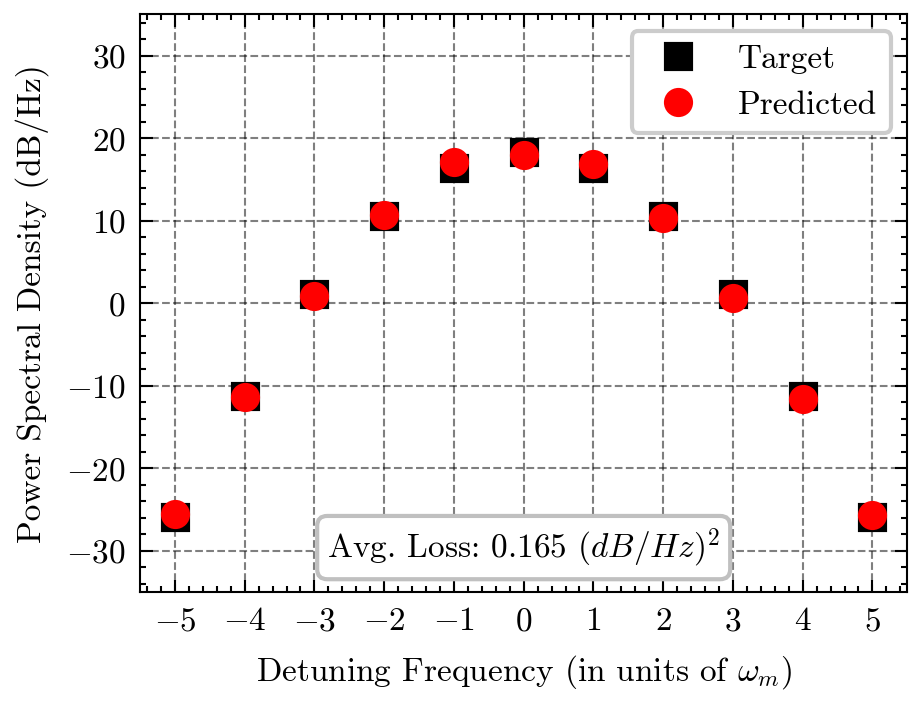 Power Spectral Density (dB/Hz)
30
20
10
0
−10
−20
−30
Target
Predicted
Avg. Loss: 0.165 (dB/Hz)²
−5 −4 −3 −2 −1 0 1 2 3 4 5
Detuning Frequency (in units of ωₘ)